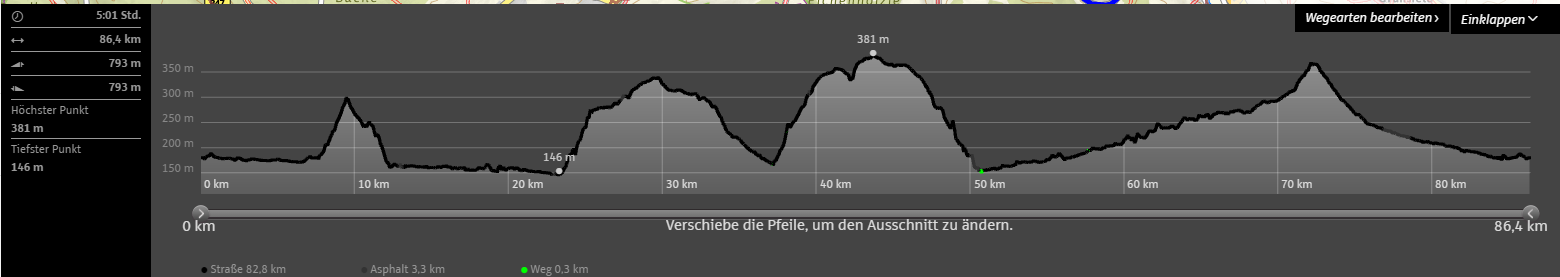 5:01 Std.
86,4 km
793 m
793 m
Höchster Punkt
381 m
Tiefster Punkt
146 m
Wegearten bearbeiten ›
Einklappen
381 m
350 m
300 m
250 m
200 m
146 m
150 m
0 km
10 km
20 km
30 km
40 km
50 km
60 km
70 km
80 km
0 km
Verschiebe die Pfeile, um den Ausschnitt zu ändern.
86,4 km
Straße 82,8 km
Asphalt 3,3 km
Weg 0,3 km